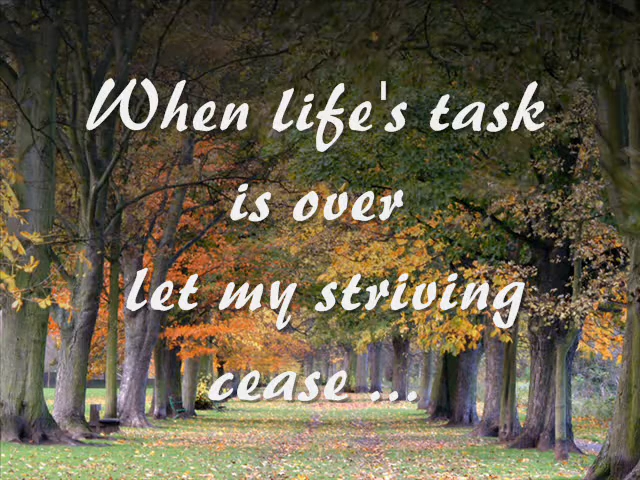 When life's task
is over
let my striving
cease ...